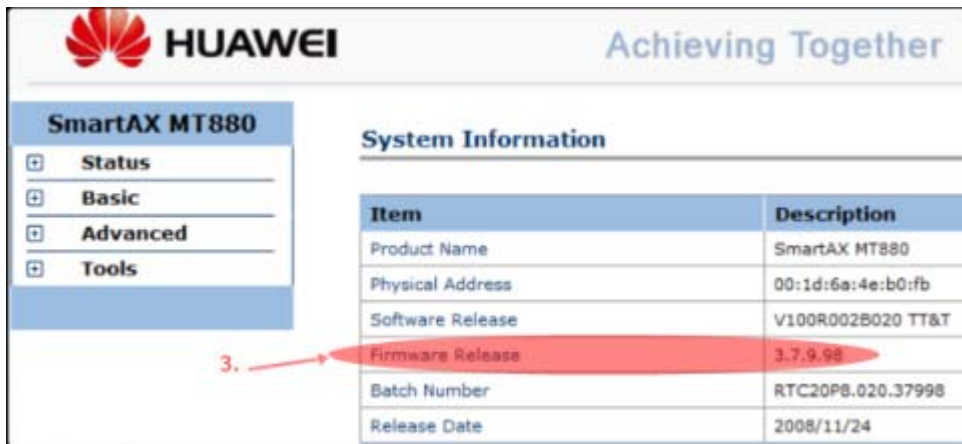 HUAWEI
Achieving Together
SmartAX MT880
Status
Basic
Advanced
Tools
System Information
Item Description
Product Name SmartAX MT880
Physical Address 00:1d:6a:4e:b0:fb
Software Release V100R002B020 TT&T
3. Firmware Release 3.7.9.98
Batch Number RTC20P8.020.37998
Release Date 2008/11/24